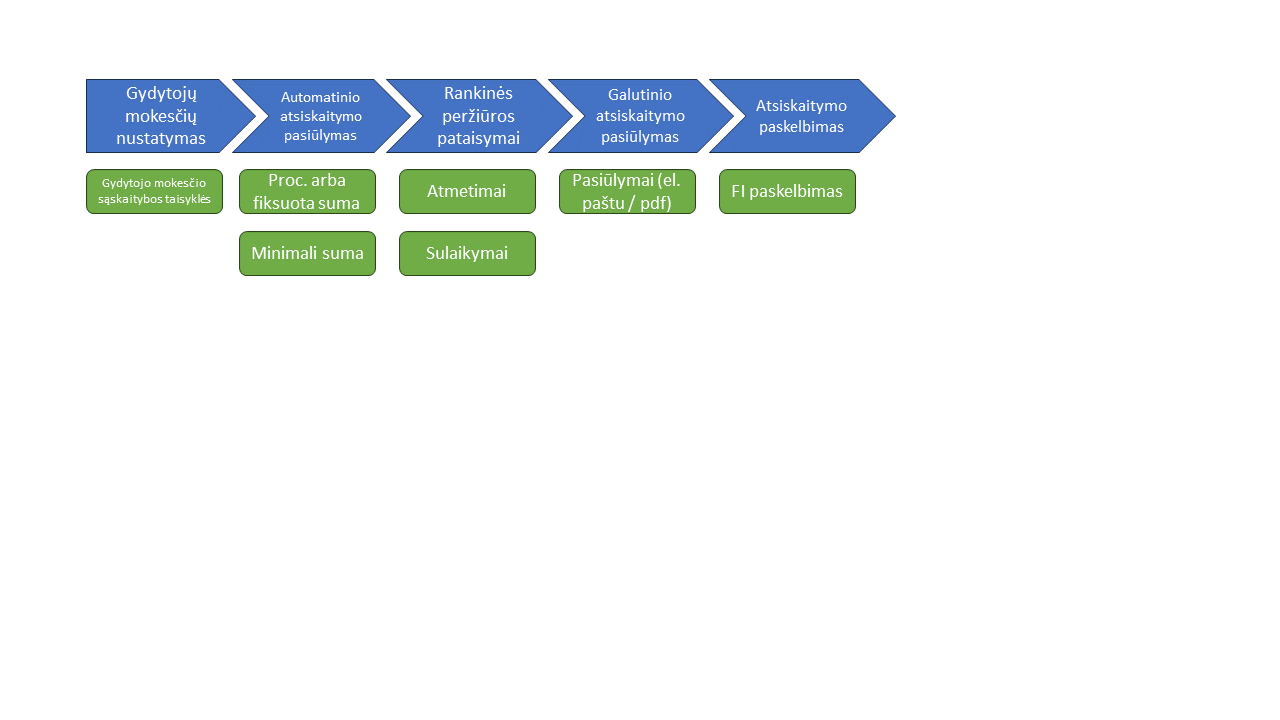 Gydytojų
mokesčių
nustatymas
Automatinio
atsiskaitymo
pasiūlymas
Rankinės
peržiūros
pataisymai
Galutinio
atsiskaitymo
pasiūlymas
Atsiskaitymo
paskelbimas
Gydytojo mokesčio
sąskaitybos taisyklės
Proc. arba
fiksuota suma
Atmetimai
Pasiūlymai (el.
paštu / pdf)
FI paskelbimas
Minimali suma
Sulaikymai